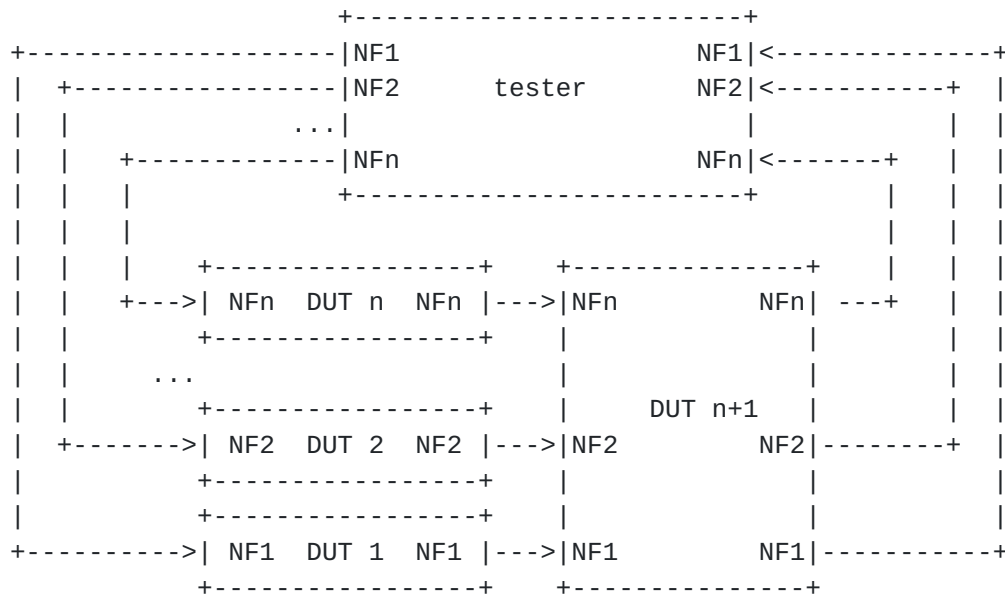 NF1 NF1
NF2 tester NF2
...
NFn NFn
NFn DUT n NFn NFn NFn
...
DUT n+1
NF2 DUT 2 NF2 NF2 NF2
NF1 DUT 1 NF1 NF1 NF1